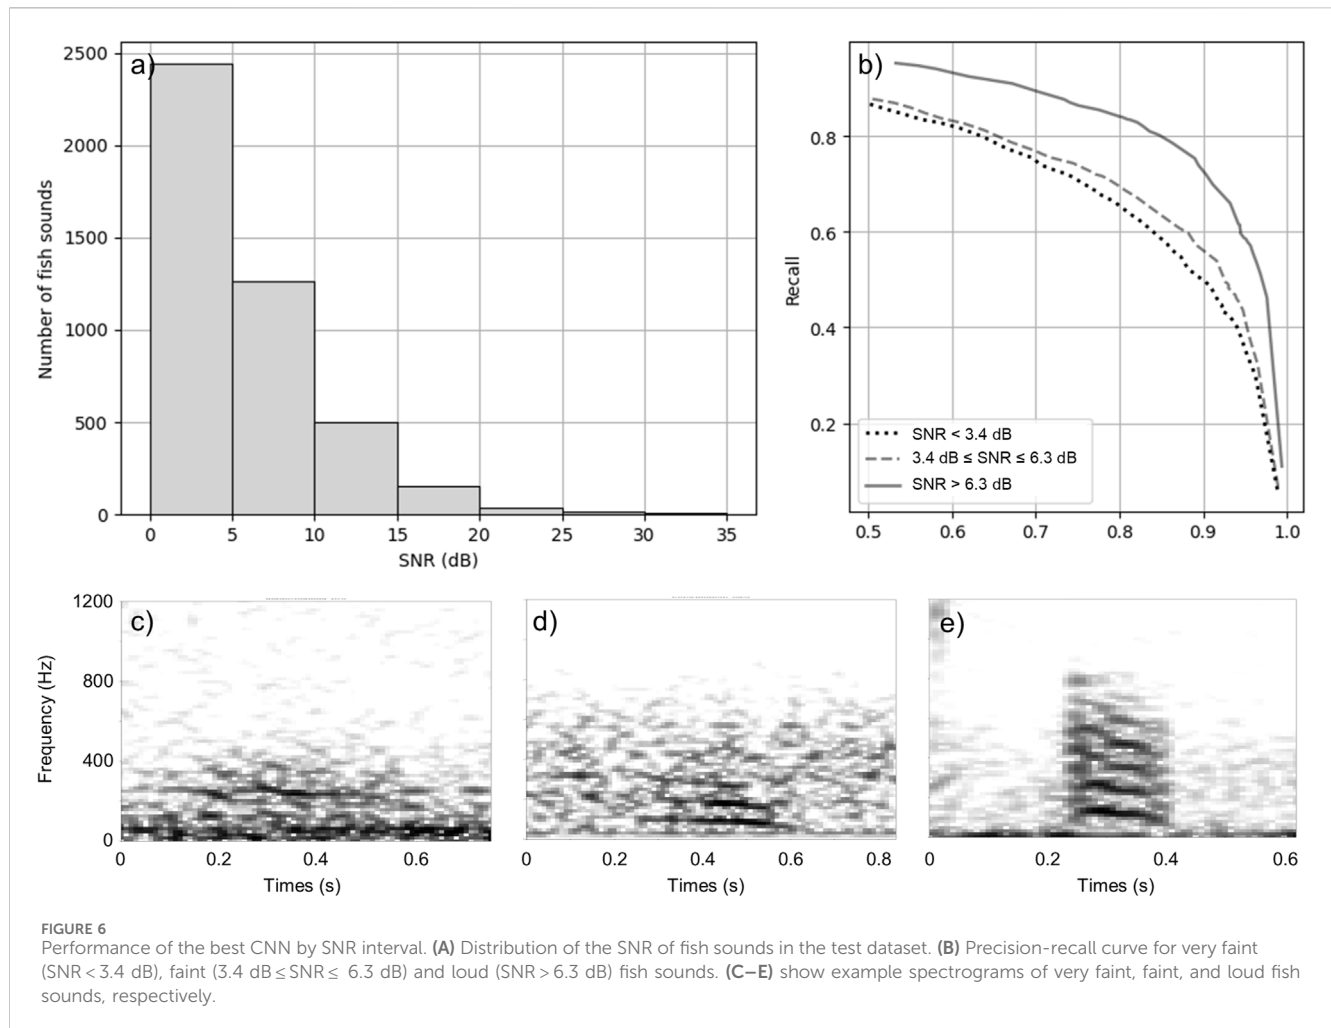 a)
2500
2000
1500
1000
500
0
Number of fish sounds
0 5 10 15 20 25 30 35
SNR (dB)
b)
0.8
0.6
0.4
0.2
Recall
SNR < 3.4 dB
3.4 dB ≤ SNR ≤ 6.3 dB
SNR > 6.3 dB
0.5 0.6 0.7 0.8 0.9 1.0
c)
1200
800
400
0
Frequency (Hz)
0 0.2 0.4 0.6
Times (s)
d)
0 0.2 0.4 0.6 0.8
Times (s)
e)
0 0.2 0.4 0.6
Times (s)
FIGURE 6
Performance of the best CNN by SNR interval. (A) Distribution of the SNR of fish sounds in the test dataset. (B) Precision-recall curve for very faint
(SNR < 3.4 dB), faint (3.4 dB ≤ SNR ≤ 6.3 dB) and loud (SNR > 6.3 dB) fish sounds. (C–E) show example spectrograms of very faint, faint, and loud fish
sounds, respectively.